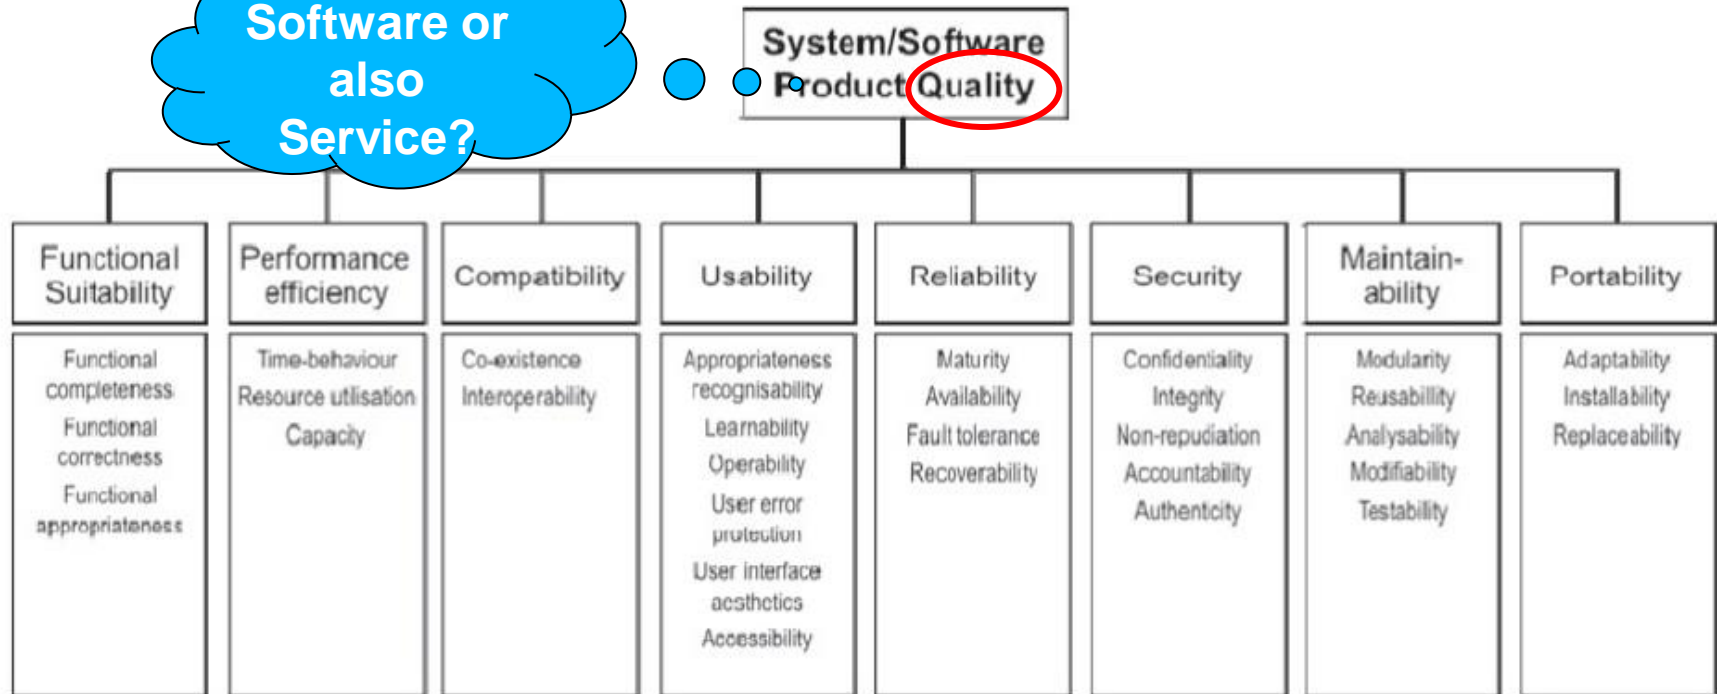 Software or
also
Service?
System/Software
Product Quality
Functional
Suitability
Performance
efficiency
Compatibility
Usability
Reliability
Security
Maintain-
ability
Portability
Functional
completeness
Functional
correctness
Functional
appropriateness
Time-behaviour
Resource utilisation
Capacity
Co-existence
Interoperability
Appropriateness
recognisability
Learnability
Operability
User error
protection
User interface
aesthetics
Accessibility
Maturity
Availability
Fault tolerance
Recoverability
Confidentiality
Integrity
Non-repudiation
Accountability
Authenticity
Modularity
Reusabillity
Analysability
Modifiability
Testability
Adaptability
Installability
Replaceability